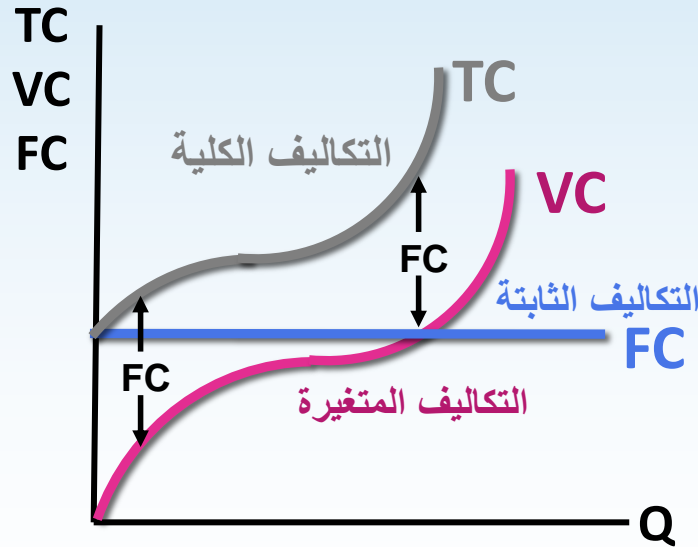 TC
VC
FC
TC
التكاليف الكلية
VC
FC
التكاليف الثابتة
FC
FC
التكاليف المتغيرة
Q